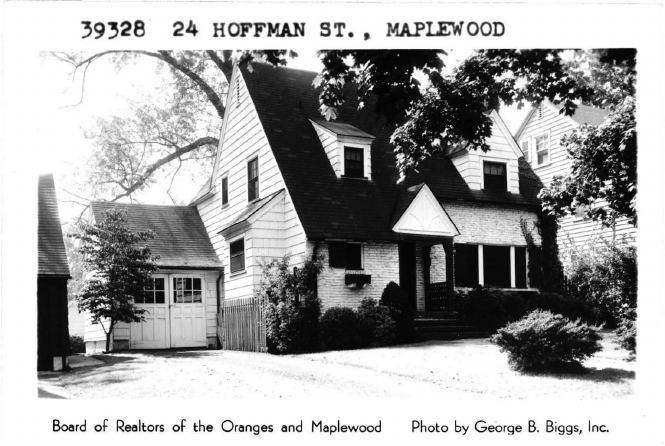 39328 24 HOFFMAN ST., MAPLEWOOD
Board of Realtors of the Oranges and Maplewood Photo by George B. Biggs, Inc.